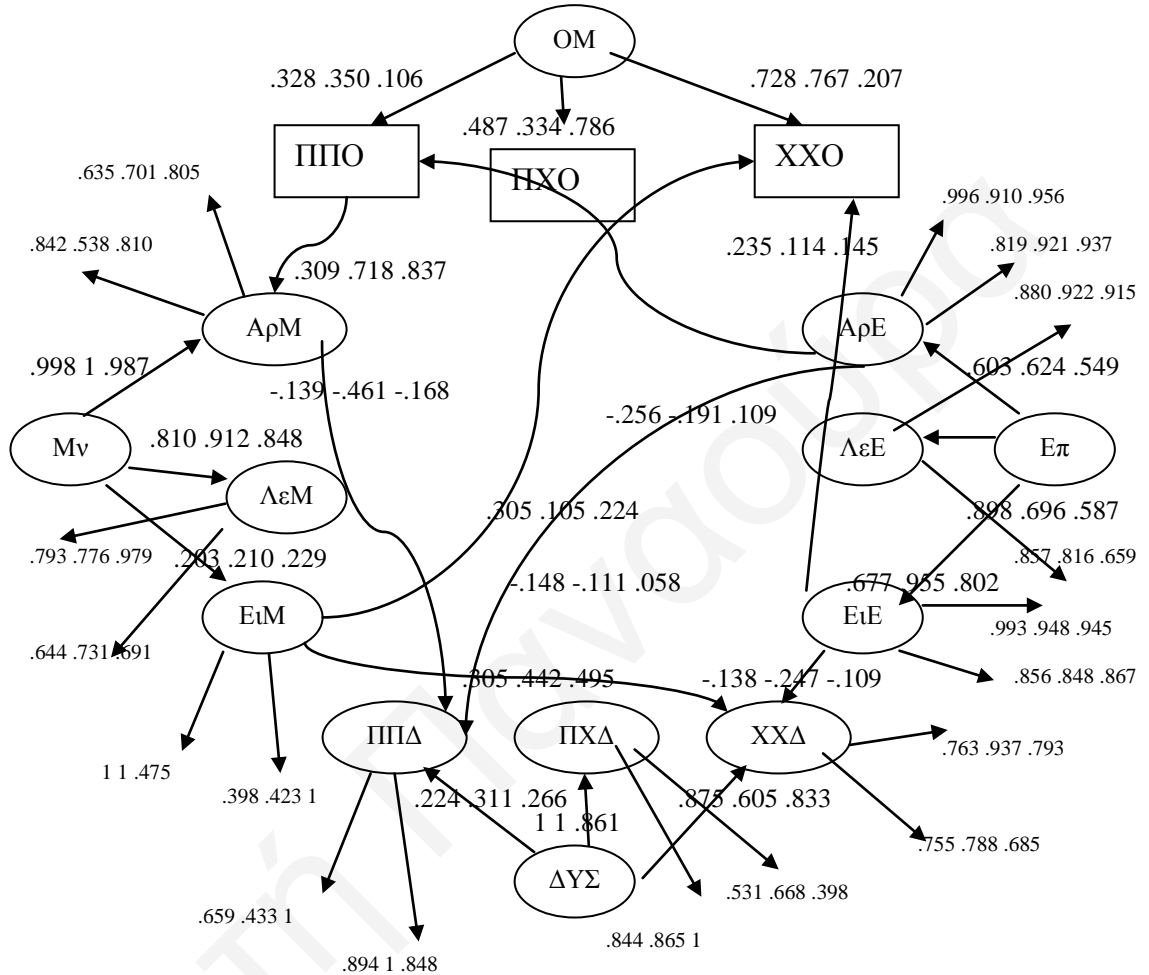 ΟΜ
.328 .350 .106
.728 .767 .207
.487 .334 .786
ΠΠΟ
ΠΧΟ
ΧΧΟ
.635 .701 .805
.996 .910 .956
.842 .538 .810
.235 .114 .145
.819 .921 .937
.309 .718 .837
.880 .922 .915
ΑρΜ
ΑρΕ
.998 1 .987
-.139 -.461 -.168
.603 .624 .549
-.256 -.191 .109
Μν
.810 .912 .848
ΛεΕ
Επ
ΛεΜ
.305 .105 .224
.898 .696 .587
.793 .776 .979
.203 .210 .229
.857 .816 .659
-.148 -.111 .058
.677 .955 .802
ΕιΜ
ΕιΕ
.993 .948 .945
.644 .731 .691
.305 .442 .495
-.138 -.247 -.109
.856 .848 .867
ΠΠΔ
ΠΧΔ
ΧΧΔ
.763 .937 .793
1 1 .475
.398 .423 1
.224 .311 .266
.875 .605 .833
1 1 .861
.755 .788 .685
ΔΥΣ
.531 .668 .398
.659 .433 1
.844 .865 1
.894 1 .848
ή Παναούρα